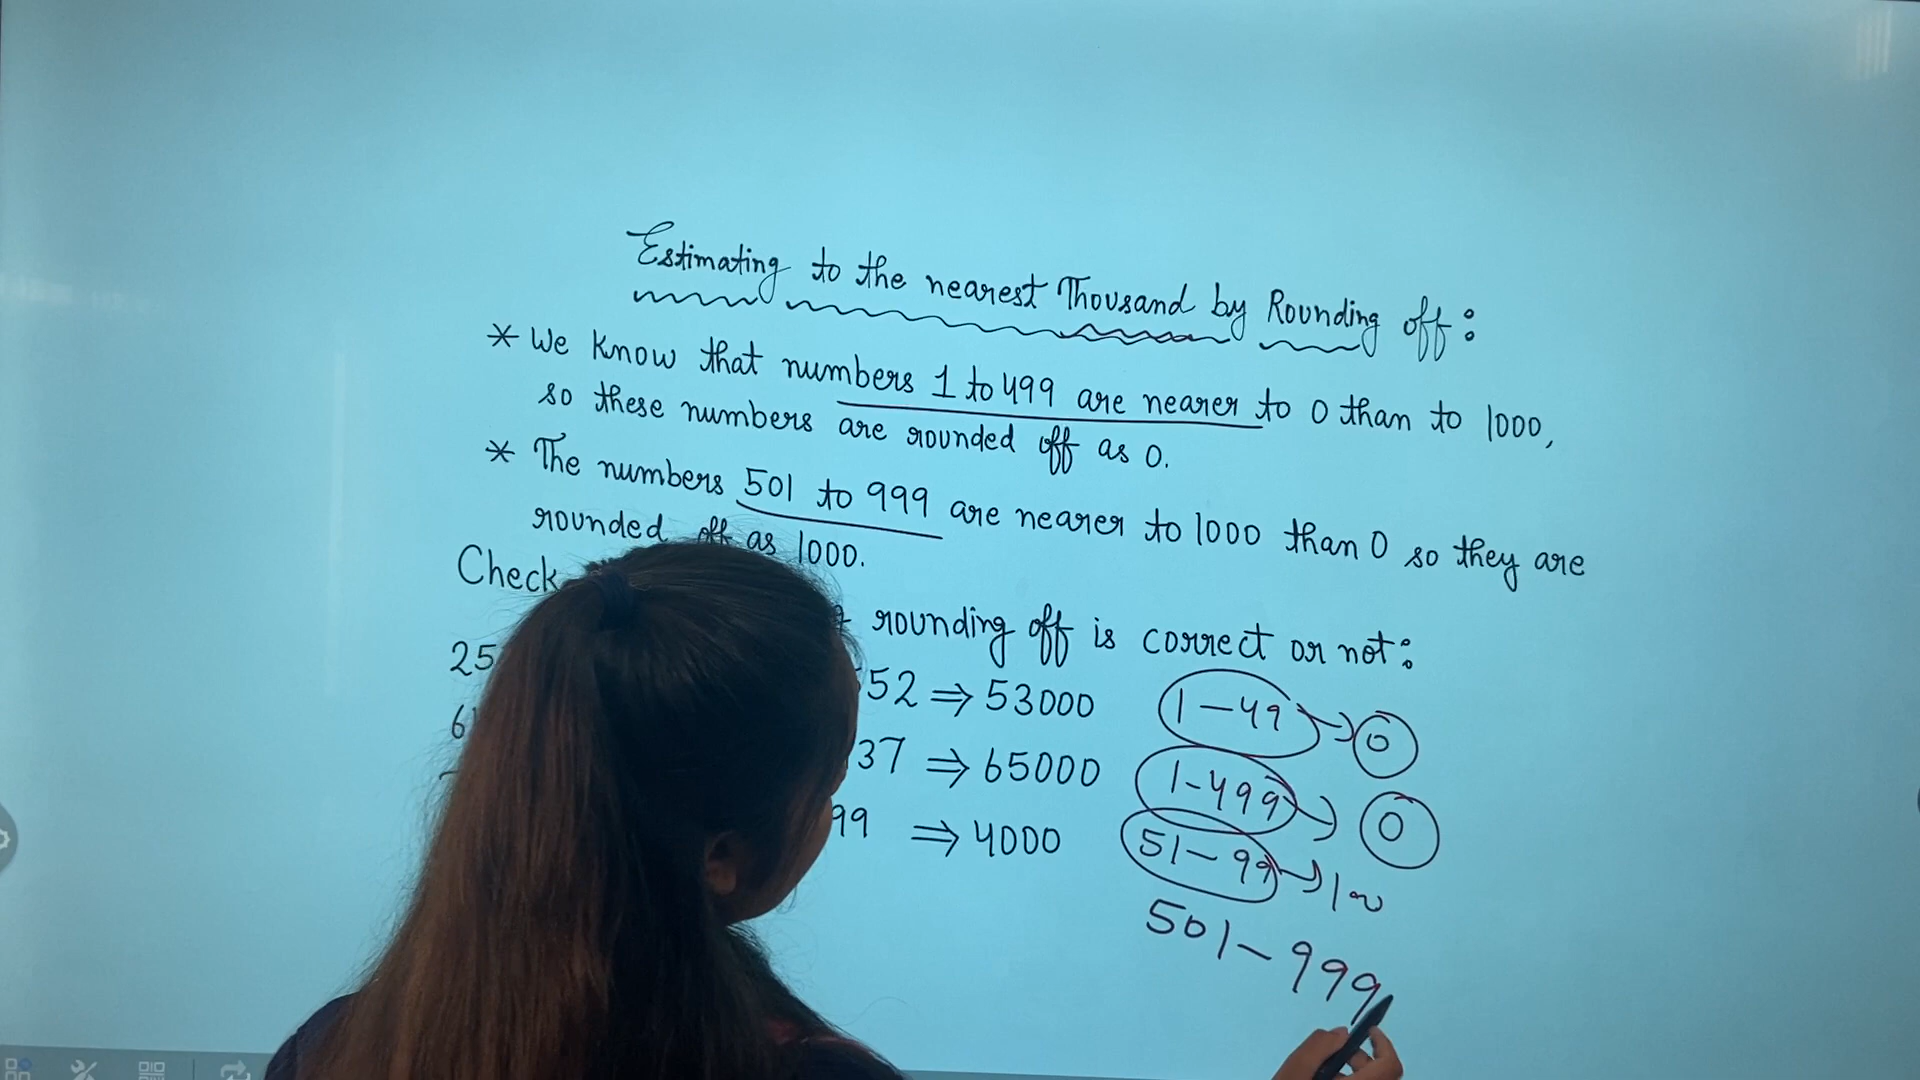 Estimating to the nearest Thousand by Rounding off:
* We know that numbers 1 to 499 are nearer to 0 than to 1000,
so these numbers are rounded off as 0.
* The numbers 501 to 999 are nearer to 1000 than 0 so they are
rounded off as 1000.
Check rounding off is correct or not:
25 52 ⇒ 53000
6 37 ⇒ 65000
99 ⇒ 4000
1-49 → 0
1-499 → 0
51-99 → 100
501-999